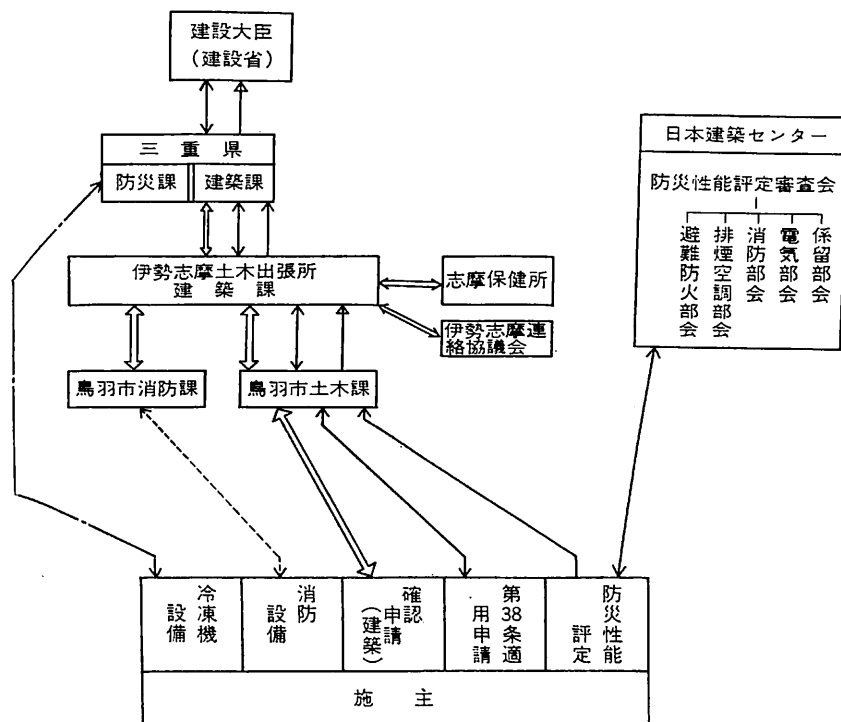 建設大臣
(建設省)
三重県
防災課
建築課
日本建築センター
防災性能評定審査会
避難防火部会
排煙空調部会
消防部会
電気部会
係留部会
伊勢志摩土木出張所
建築課
志摩保健所
伊勢志摩連
絡協議会
鳥羽市消防課
鳥羽市土木課
冷凍機
設備
消防
設備
確認
申請
(建築)
第38条適
用申請
防災性能
評定
施主